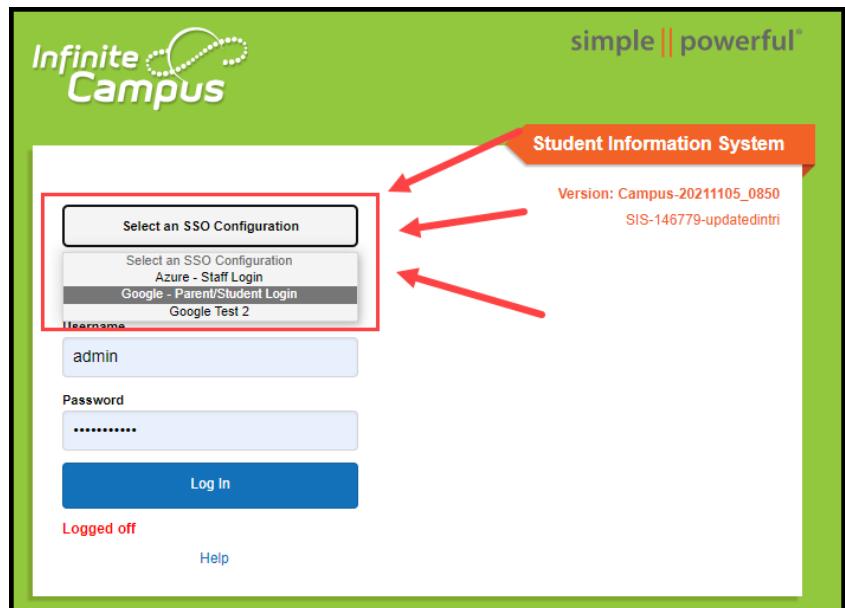 Infinite
Campus
simple || powerful®
Student Information System
Version: Campus-20211105_0850
SIS-146779-updatedintri
Select an SSO Configuration
Select an SSO Configuration
Azure - Staff Login
Google - Parent/Student Login
Google Test 2
Username
admin
Password
•••••••••••
Log In
Logged off
Help